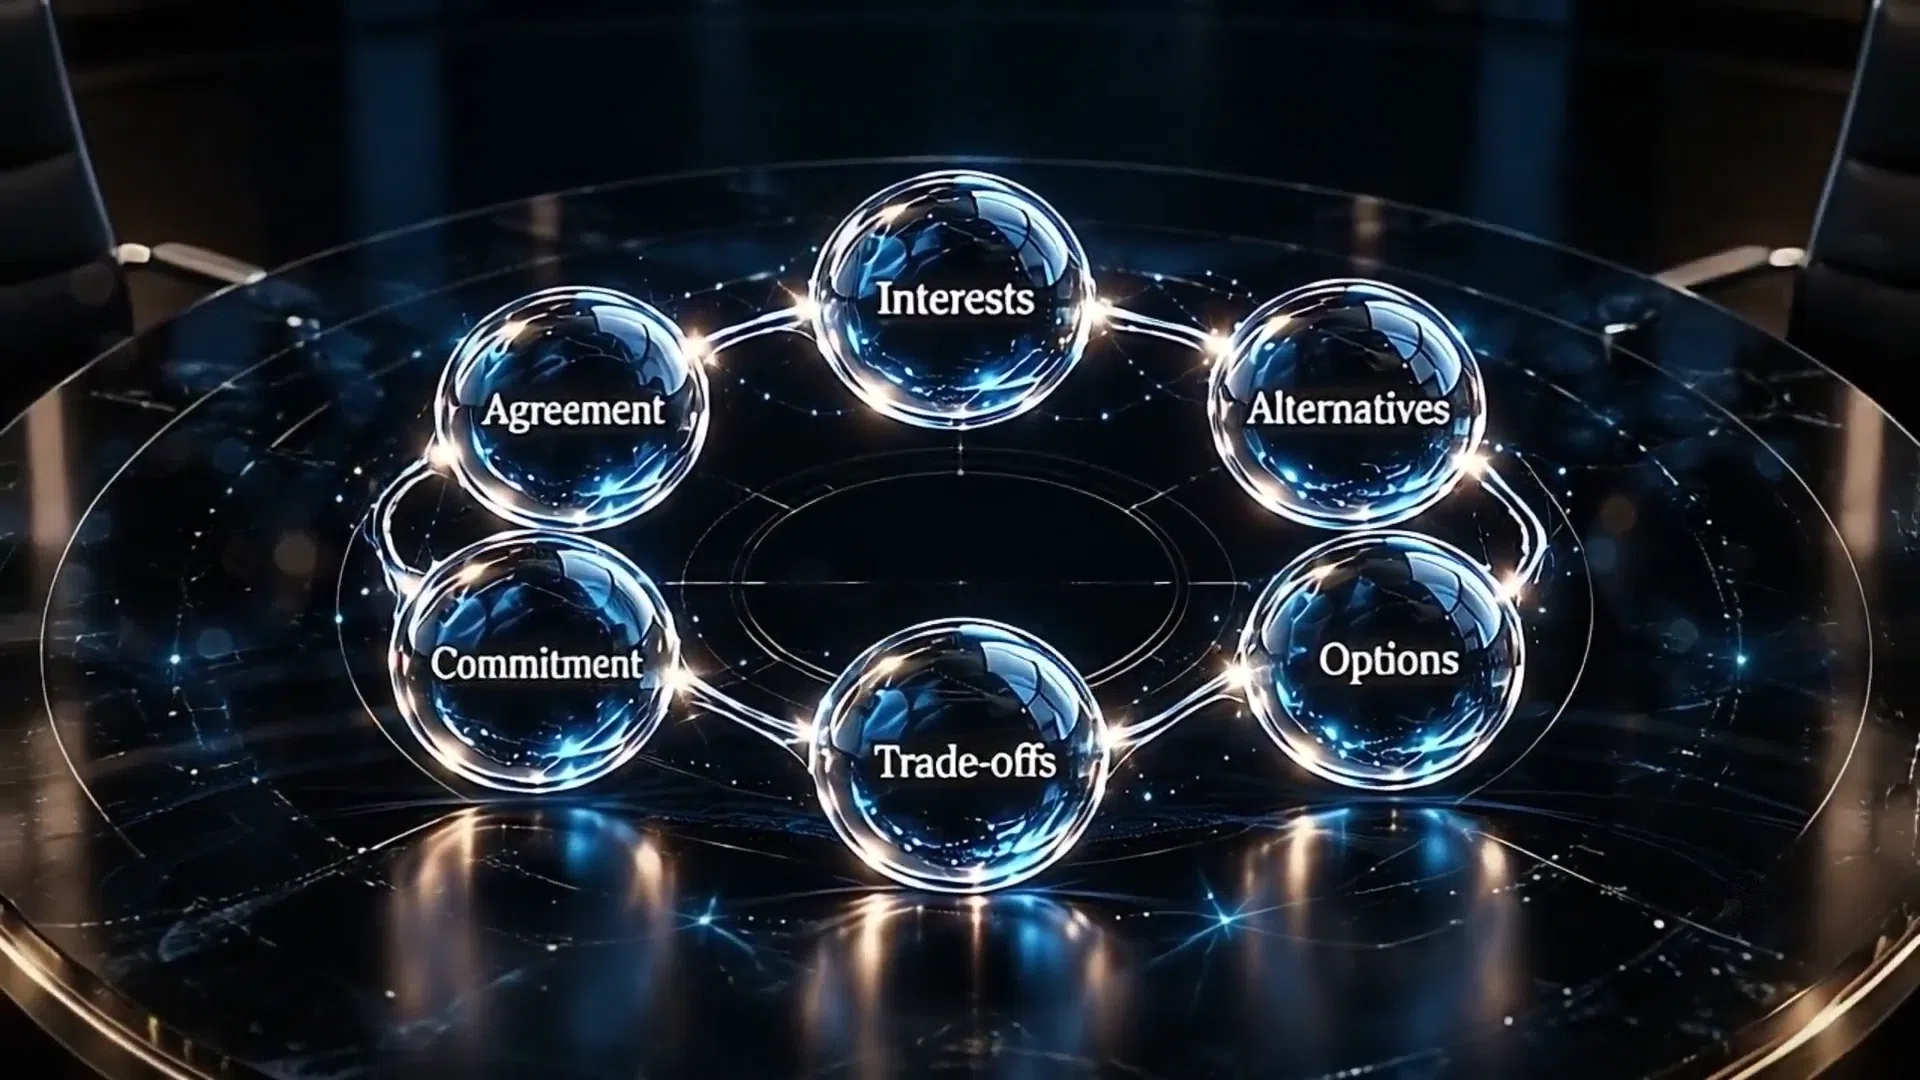 Interests
Agreement
Alternatives
Commitment
Options
Trade-offs